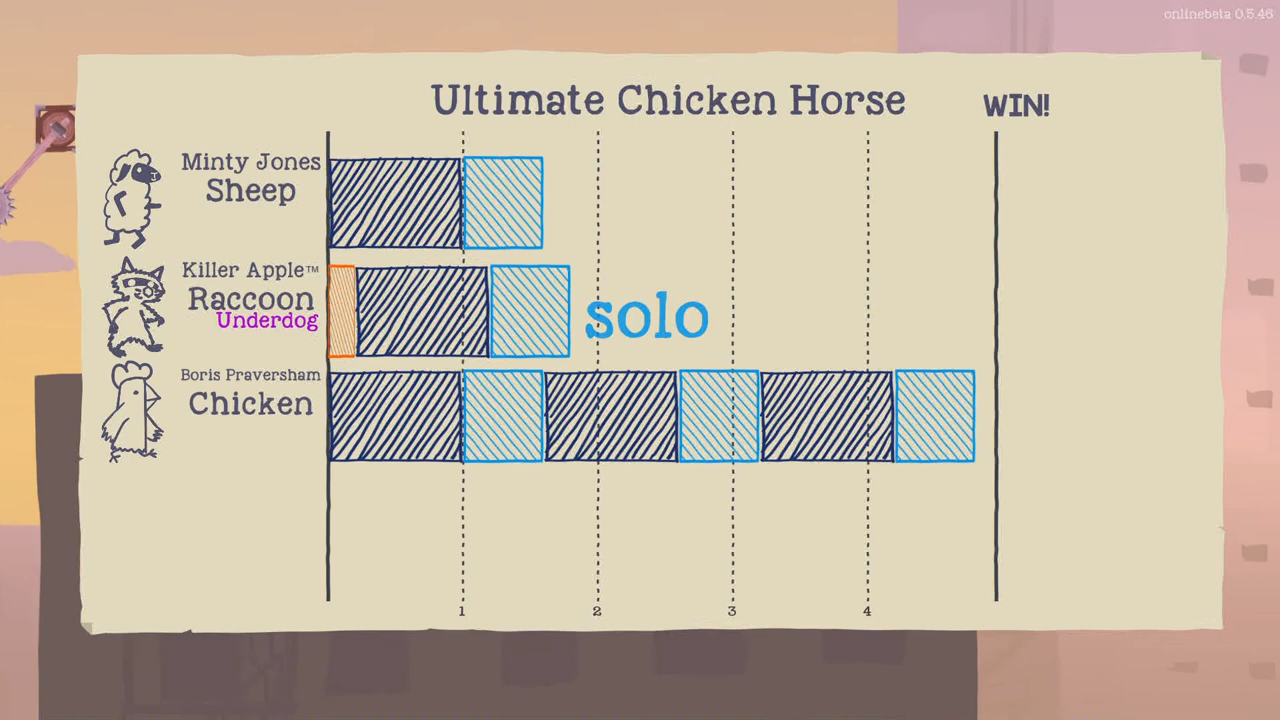 onlinebeta 0.5.46
Ultimate Chicken Horse
WIN!
Minty Jones
Sheep
Killer Apple™
Raccoon
Underdog
solo
Boris Praversham
Chicken
1 2 3 4